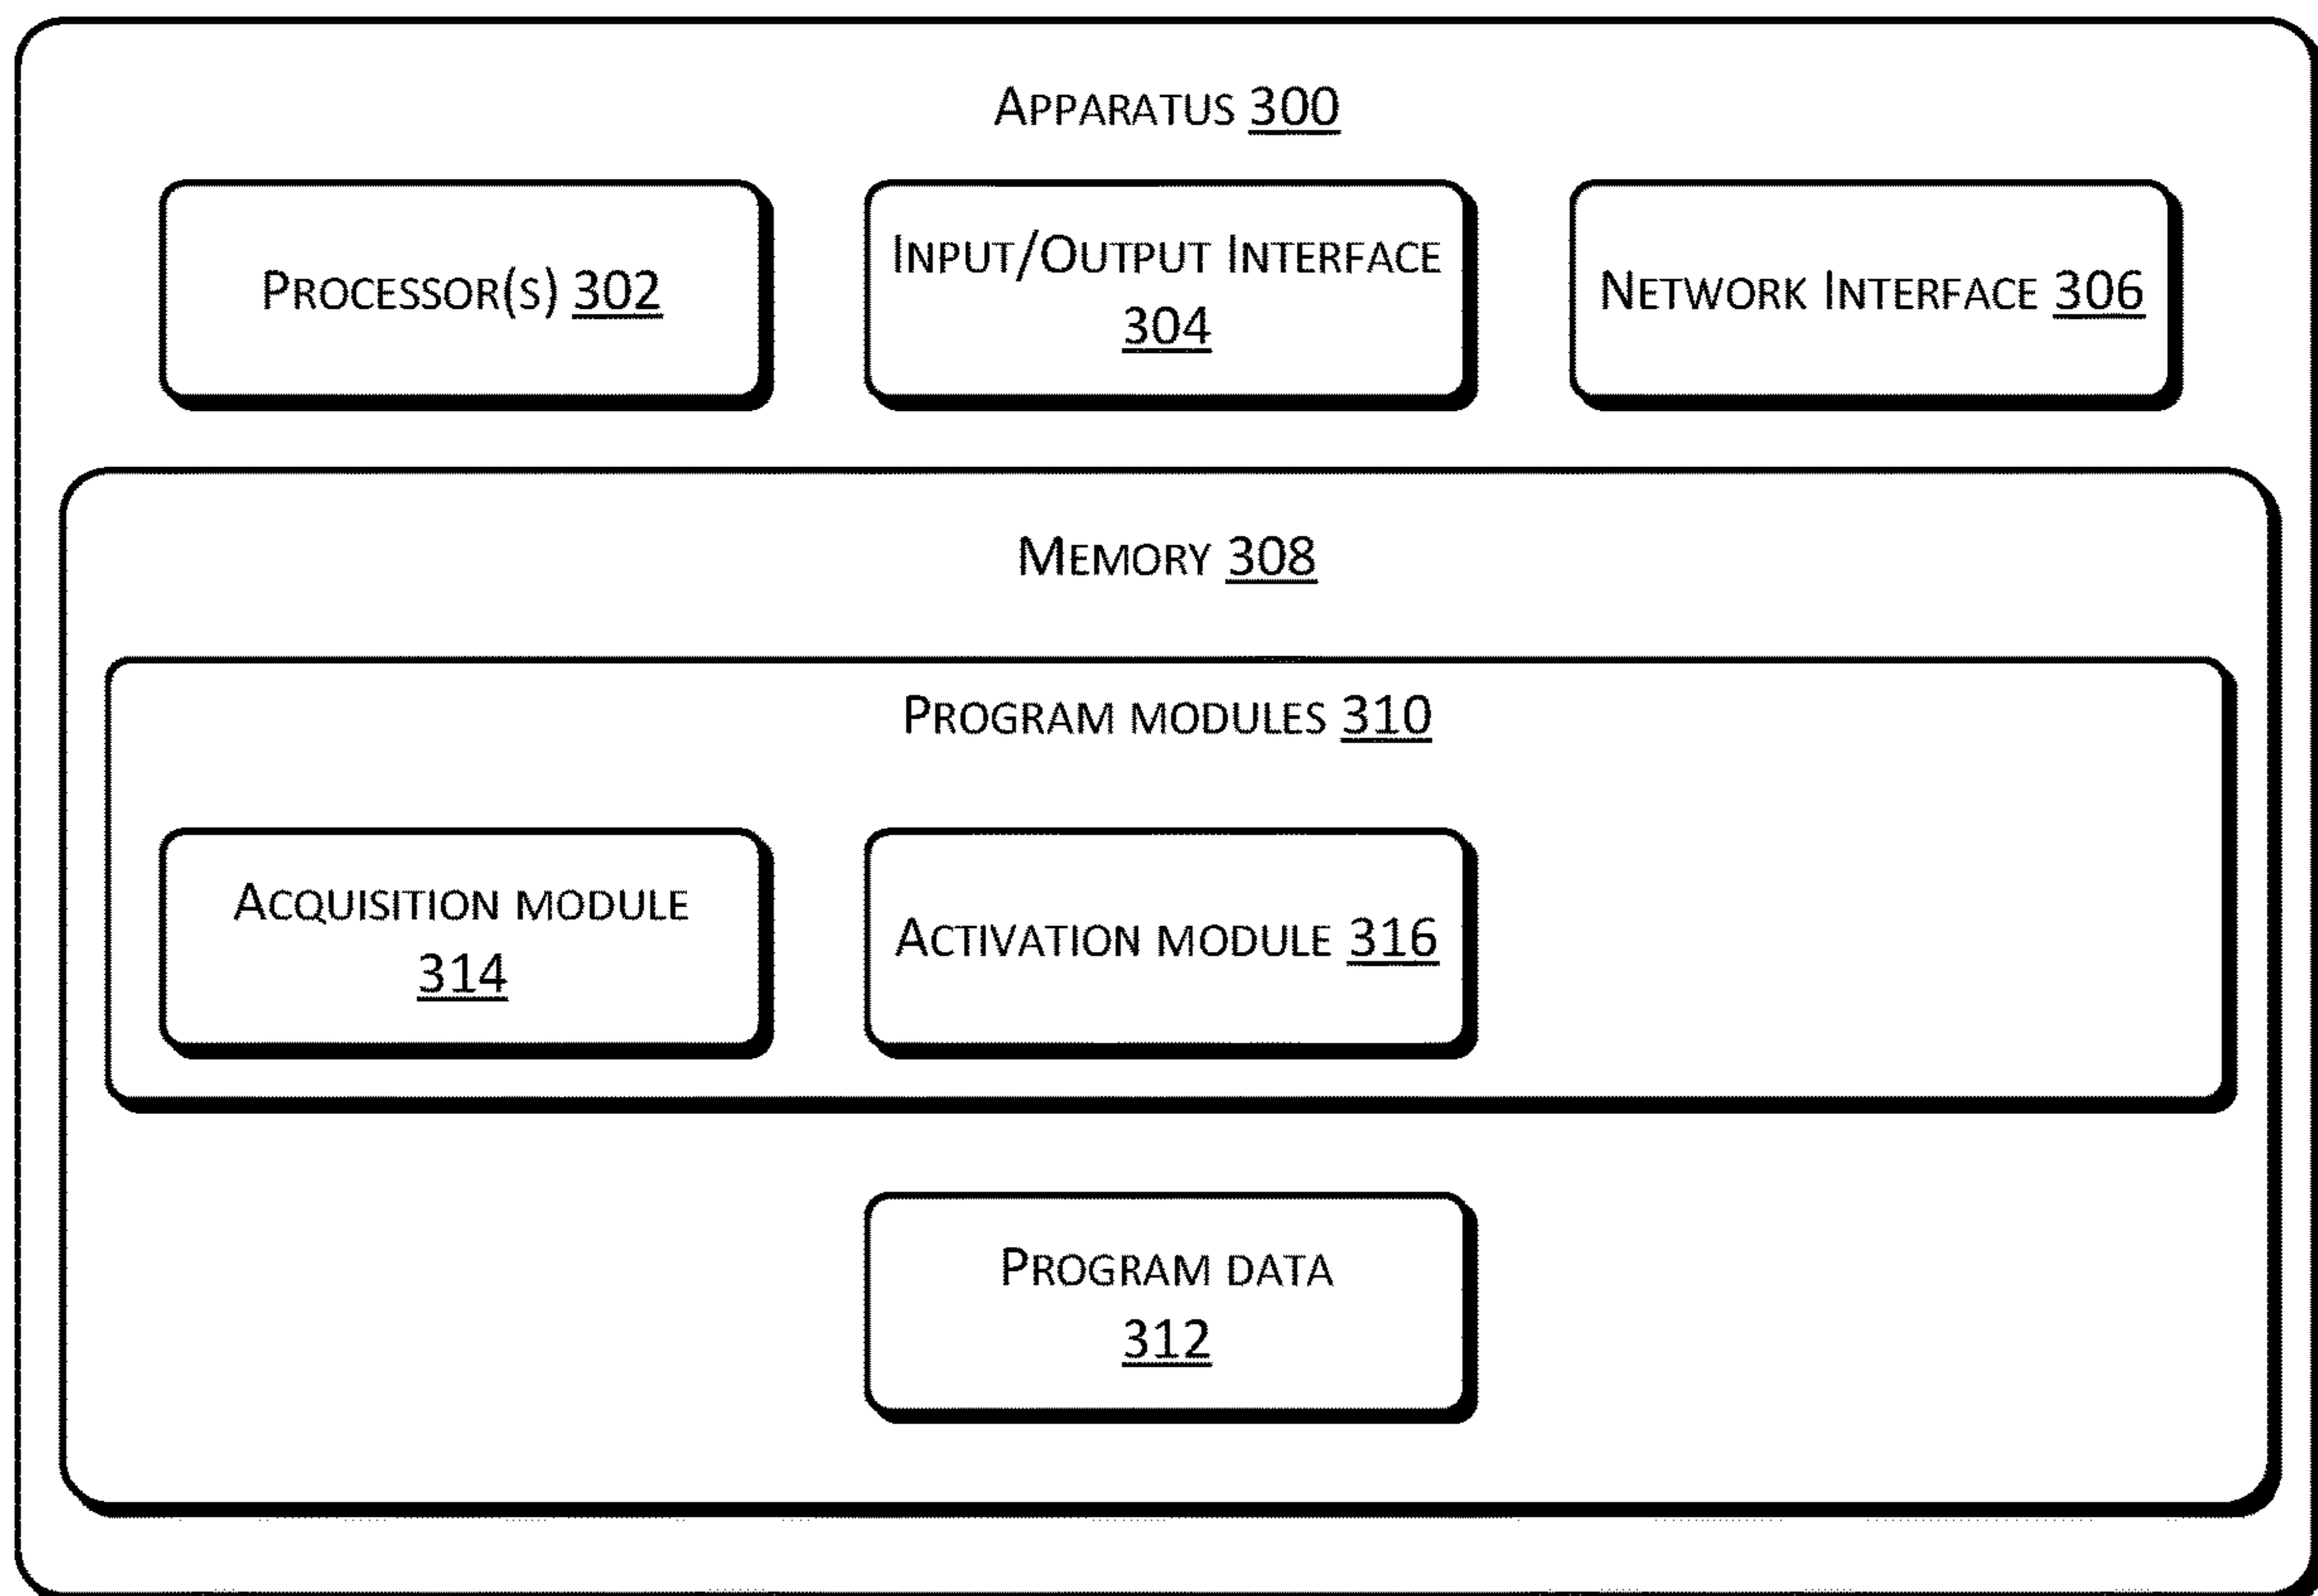 APPARATUS 300
PROCESSOR(S) 302
INPUT/OUTPUT INTERFACE
304
NETWORK INTERFACE 306
MEMORY 308
PROGRAM MODULES 310
ACQUISITION MODULE
314
ACTIVATION MODULE 316
PROGRAM DATA
312